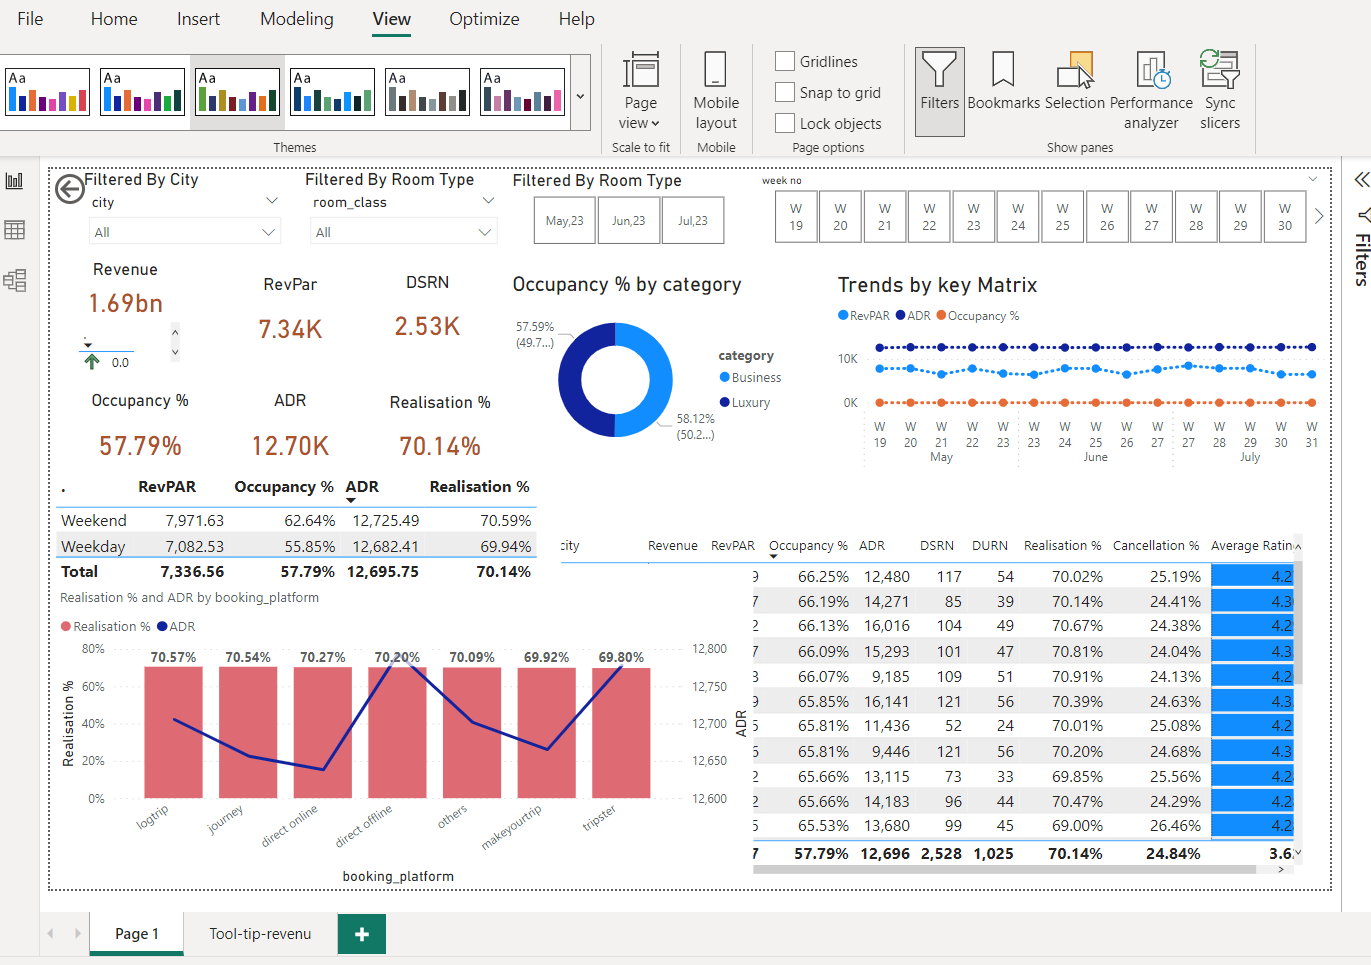 File Home Insert Modeling View Optimize Help
Aa Aa Aa Aa Aa Aa
Page view
Mobile layout
Gridlines
Snap to grid
Lock objects
Filters Bookmarks Selection Performance analyzer Sync slicers
Themes Scale to fit Mobile Page options Show panes
Filtered By City Filtered By Room Type Filtered By Room Type week no
city room_class
All All
May,23 Jun,23 Jul,23
W 19 W 20 W 21 W 22 W 23 W 24 W 25 W 26 W 27 W 28 W 29 W 30
Filters
Revenue
1.69bn
. 
0.0
RevPar
7.34K
DSRN
2.53K
Occupancy %
57.79%
ADR
12.70K
Realisation %
70.14%
Occupancy % by category
57.59%
(49.7...)
58.12%
(50.2...)
category
Business
Luxury
Trends by key Matrix
RevPAR ADR Occupancy %
10K
0K
W 19 W 20 W 21 W 22 W 23 W 23 W 24 W 25 W 26 W 27 W 27 W 28 W 29 W 30 W 31
May June July
. RevPAR Occupancy % ADR Realisation %
Weekend 7,971.63 62.64% 12,725.49 70.59%
Weekday 7,082.53 55.85% 12,682.41 69.94%
Total 7,336.56 57.79% 12,695.75 70.14%
Realisation % and ADR by booking_platform
Realisation % ADR
80% 60% 40% 20% 0%
Realisation %
70.57% 70.54% 70.27% 70.20% 70.09% 69.92% 69.80%
12,800 12,750 12,700 12,650 12,600
ADR
logtrip journey direct online direct offline others makeyourtrip tripster
booking_platform
city Revenue RevPAR Occupancy % ADR DSRN DURN Realisation % Cancellation % Average Ratin
9 66.25% 12,480 117 54 70.02% 25.19% 4.2
7 66.19% 14,271 85 39 70.14% 24.41% 4.3
2 66.13% 16,016 104 49 70.67% 24.38% 4.2
7 66.09% 15,293 101 47 70.81% 24.04% 4.3
3 66.07% 9,185 109 51 70.91% 24.13% 4.2
9 65.85% 16,141 121 56 70.39% 24.63% 4.3
5 65.81% 11,436 52 24 70.01% 25.08% 4.2
5 65.81% 9,446 121 56 70.20% 24.68% 4.3
2 65.66% 13,115 73 33 69.85% 25.56% 4.2
2 65.66% 14,183 96 44 70.47% 24.29% 4.2
5 65.53% 13,680 99 45 69.00% 26.46% 4.2
7 57.79% 12,696 2,528 1,025 70.14% 24.84% 3.6
Page 1 Tool-tip-revenu